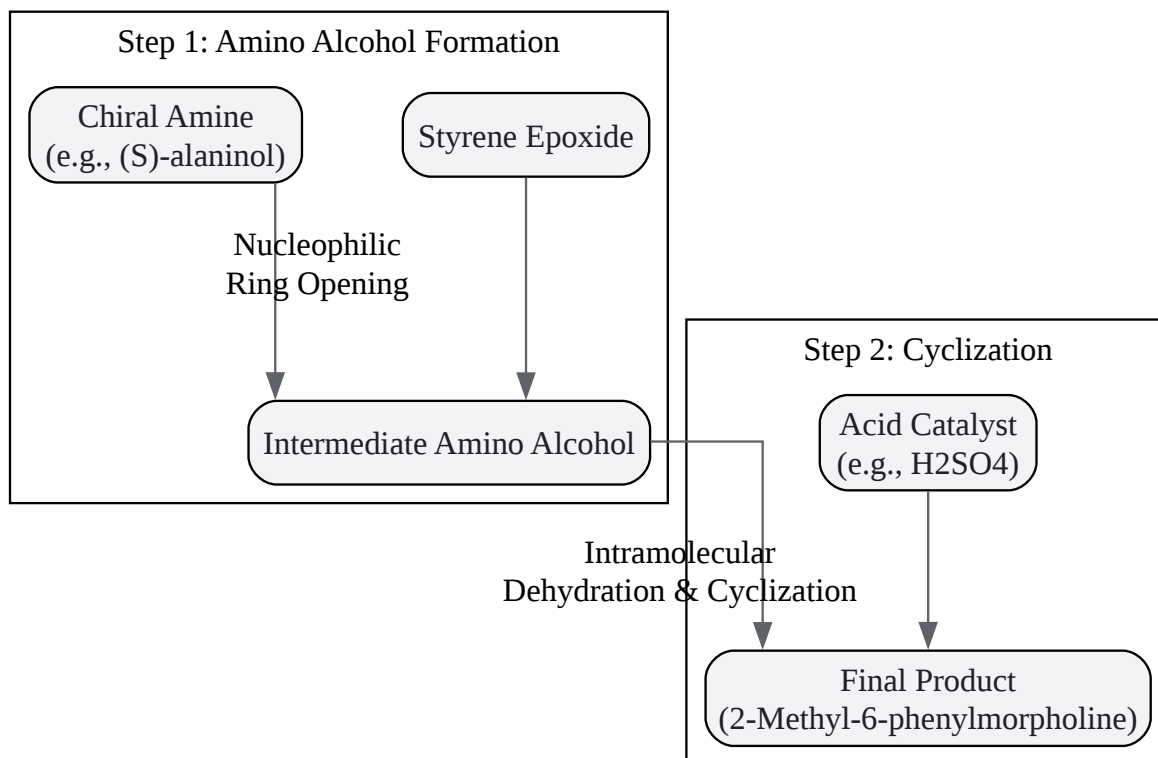 Step 1: Amino Alcohol Formation
Chiral Amine
(e.g., (S)-alaninol)
Styrene Epoxide
Nucleophilic
Ring Opening
Intermediate Amino Alcohol
Step 2: Cyclization
Acid Catalyst
(e.g., H2SO4)
Intramolecular
Dehydration & Cyclization
Final Product
(2-Methyl-6-phenylmorpholine)